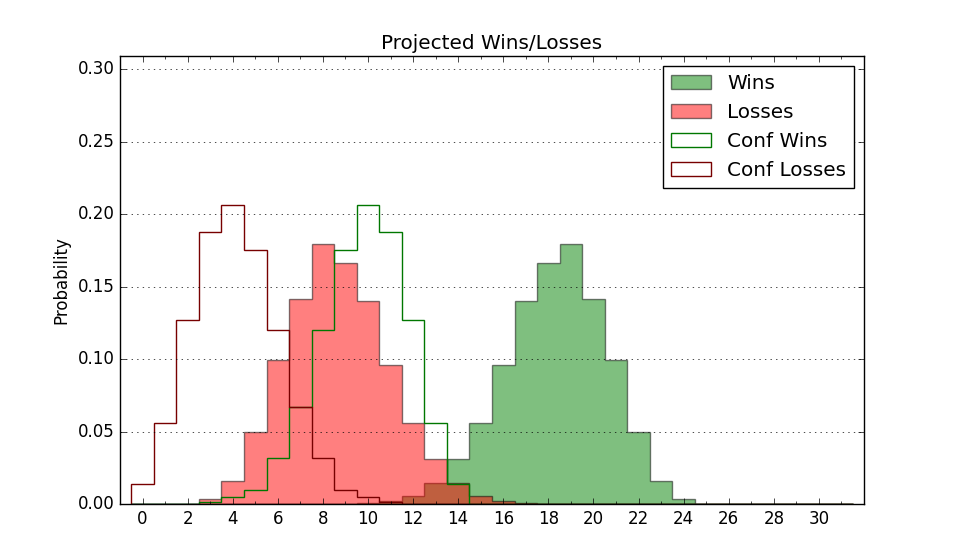 Projected Wins/Losses
Wins
Losses
Conf Wins
Conf Losses
Probability
0.30
0.25
0.20
0.15
0.10
0.05
0.00
0 2 4 6 8 10 12 14 16 18 20 22 24 26 28 30